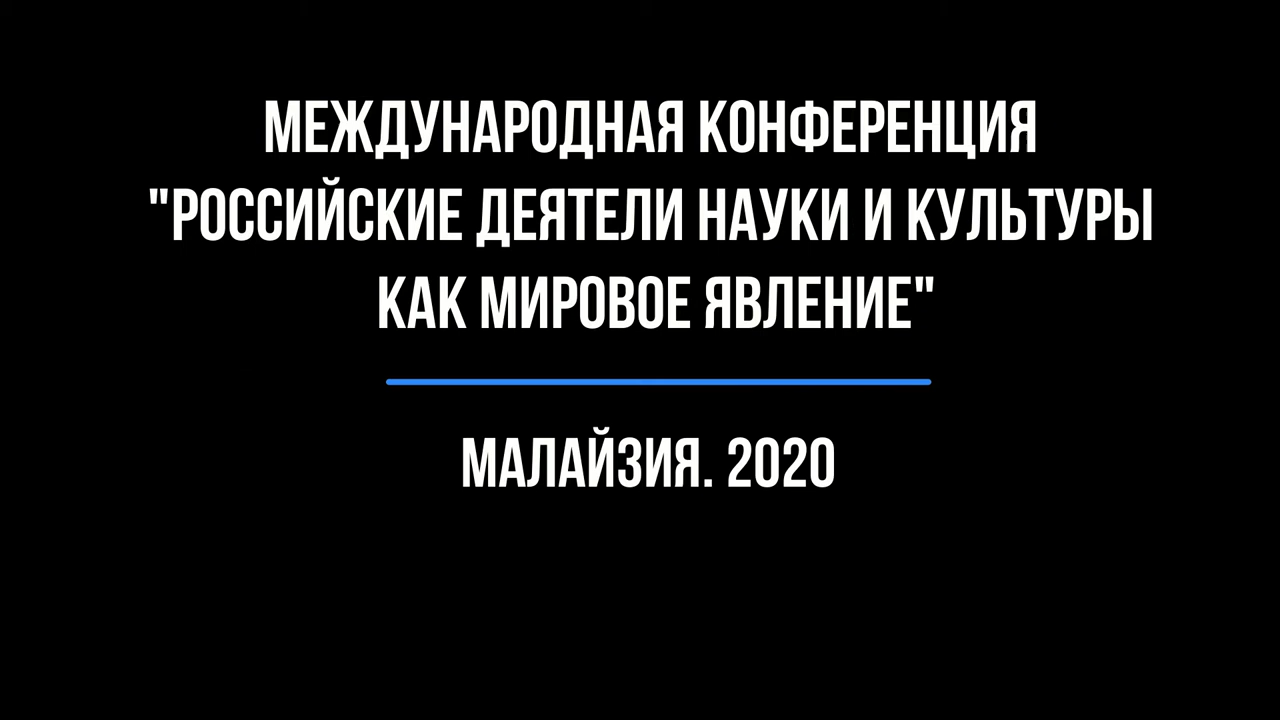 МЕЖДУНАРОДНАЯ КОНФЕРЕНЦИЯ
"РОССИЙСКИЕ ДЕЯТЕЛИ НАУКИ И КУЛЬТУРЫ
КАК МИРОВОЕ ЯВЛЕНИЕ"
МАЛАЙЗИЯ. 2020